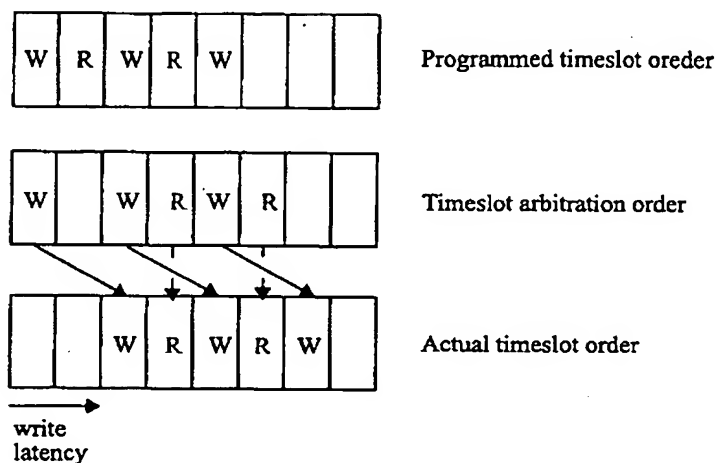 W R W R W
Programmed timeslot oreder
W W R W R
Timeslot arbitration order
W R W R W
Actual timeslot order
write
latency